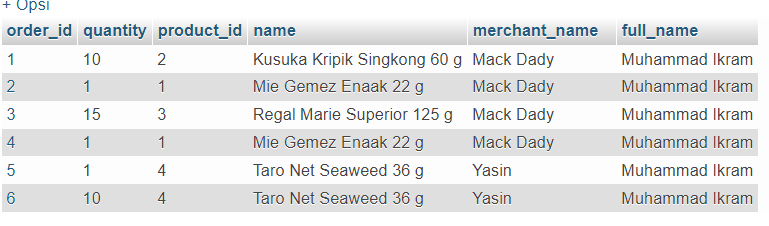 + Opsi
order_id quantity product_id name merchant_name full_name
1 10 2 Kusuka Kripik Singkong 60 g Mack Dady Muhammad Ikram
2 1 1 Mie Gemez Enaak 22 g Mack Dady Muhammad Ikram
3 15 3 Regal Marie Superior 125 g Mack Dady Muhammad Ikram
4 1 1 Mie Gemez Enaak 22 g Mack Dady Muhammad Ikram
5 1 4 Taro Net Seaweed 36 g Yasin Muhammad Ikram
6 10 4 Taro Net Seaweed 36 g Yasin Muhammad Ikram